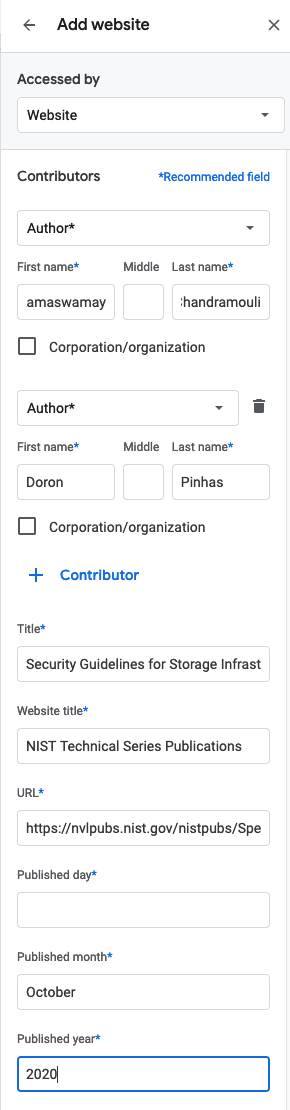 Add website
Accessed by
Website
Contributors *Recommended field
Author*
First name* Middle Last name*
amaswamay :handramouli
Corporation/organization
Author*
First name* Middle Last name*
Doron Pinhas
Corporation/organization
+ Contributor
Title*
Security Guidelines for Storage Infrast
Website title*
NIST Technical Series Publications
URL*
https://nvlpubs.nist.gov/nistpubs/Spe
Published day*
Published month*
October
Published year*
2020